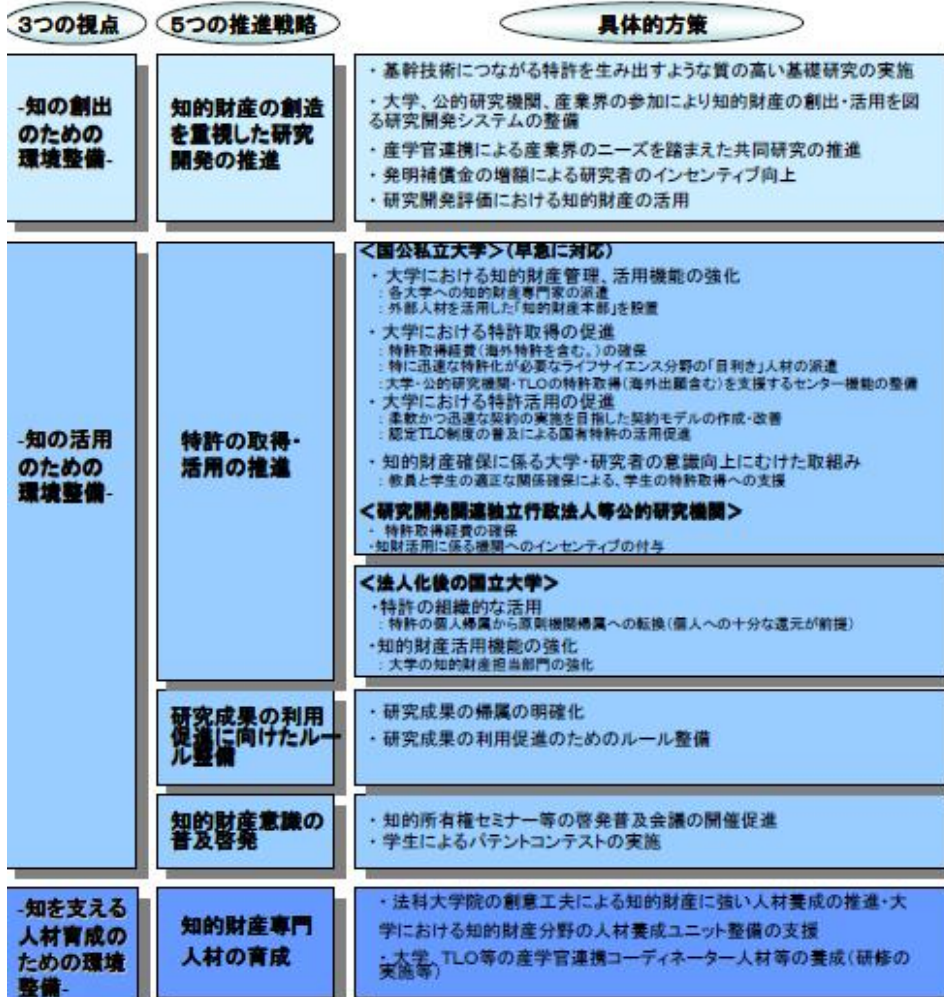 3つの視点
5つの推進戦略
具体的方策
-知の創出
のための
環境整備-
知的財産の創造
を重視した研究
開発の推進
・基幹技術につながる特許を生み出すような質の高い基礎研究の実施
・大学、公的研究機関、産業界の参加により知的財産の創出・活用を図
る研究開発システムの整備
・産学官連携による産業界のニーズを踏まえた共同研究の推進
・発明補償金の増額による研究者のインセンティブ向上
・研究開発評価における知的財産の活用
-知の活用
のための
環境整備-
特許の取得・
活用の推進
＜国公私立大学＞(早急に対応)
・大学における知的財産管理、活用機能の強化
：各大学への知的財産専門家の派遣
：外部人材を活用した「知的財産本部」を設置
・大学における特許取得の促進
：特許取得経費(海外特許を含む。)の確保
：特に迅速な特許化が必要なライフサイエンス分野の「目利き」人材の派遣
：大学・公的研究機関・TLOの特許取得(海外出願含む)を支援するセンター機能の整備
・大学における特許活用の促進
：柔軟かつ迅速な契約の実施を目指した契約モデルの作成・改善
：認定TLO制度の普及による国有特許の活用促進
・知的財産確保に係る大学・研究者の意識向上にむけた取組み
：教員と学生の適正な関係確保による、学生の特許取得への支援
＜研究開発関連独立行政法人等公的研究機関＞
・特許取得経費の確保
・知財活用に係る機関へのインセンティブの付与
＜法人化後の国立大学＞
・特許の組織的な活用
：特許の個人帰属から原則機関帰属への転換(個人への十分な還元が前提)
・知的財産活用機能の強化
：大学の知的財産担当部門の強化
研究成果の利用
促進に向けたルー
ル整備
・研究成果の帰属の明確化
・研究成果の利用促進のためのルール整備
知的財産意識の
普及啓発
・知的所有権セミナー等の啓発普及会議の開催促進
・学生によるパテントコンテストの実施
-知を支える
人材育成の
ための環境
整備-
知的財産専門
人材の育成
・法科大学院の創意工夫による知的財産に強い人材養成の推進・大
学における知的財産分野の人材養成ユニット整備の支援
・大学、TLO等の産学官連携コーディネーター人材等の養成(研修の
実施等)